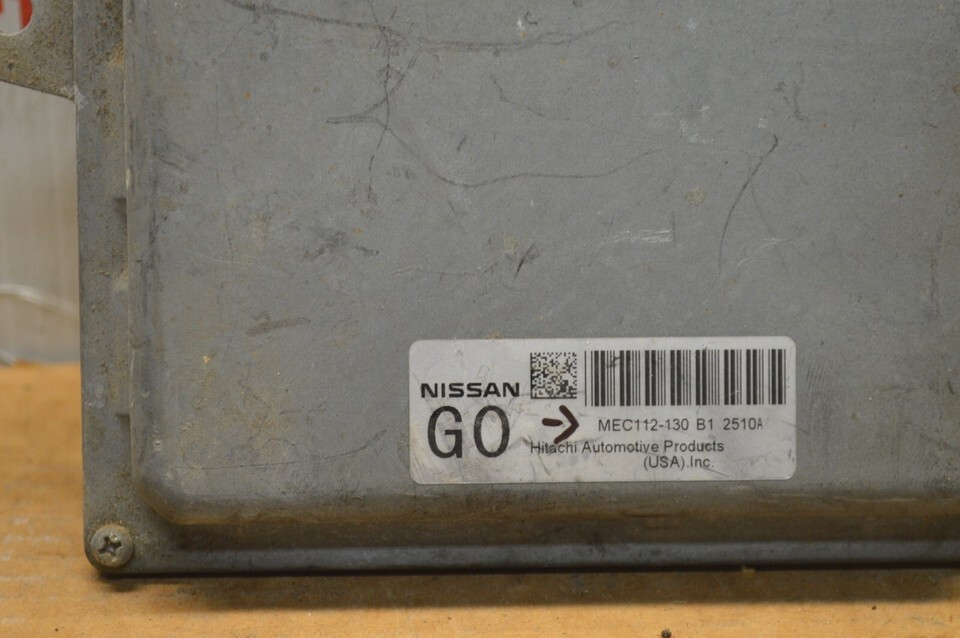 NISSAN
GO
MEC112-130 B1 2510A
Hitachi Automotive Products
(USA).Inc.